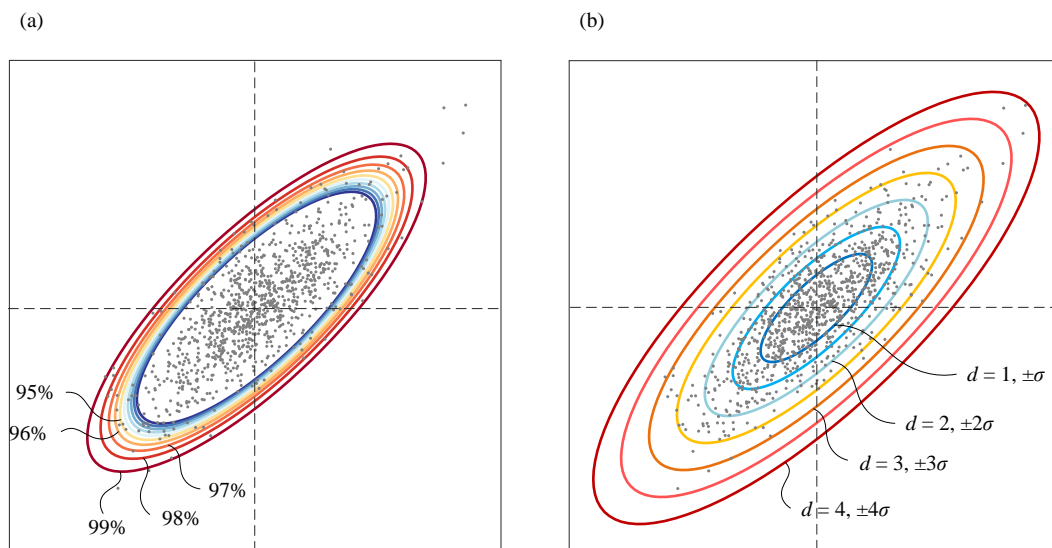 (a)
95%
96%
97%
98%
99%
(b)
d = 1, ±σ
d = 2, ±2σ
d = 3, ±3σ
d = 4, ±4σ